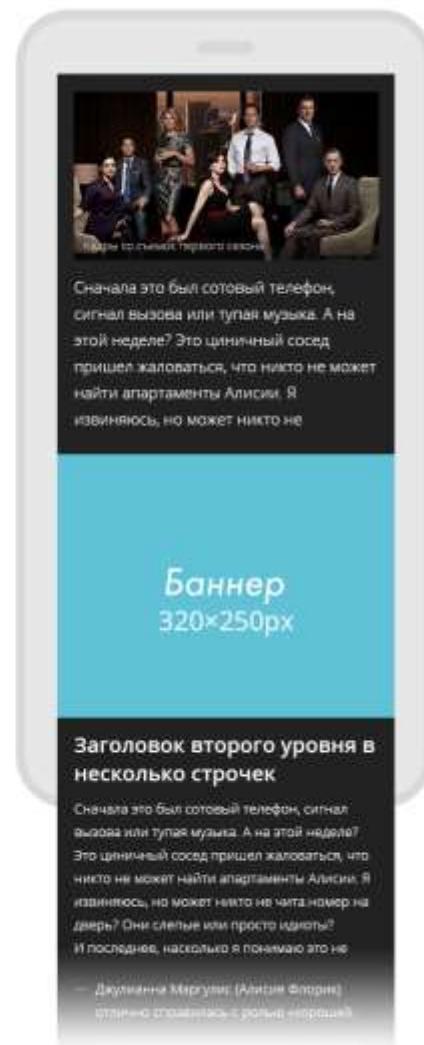 Кадры со съемок первого сезона
Сначала это был сотовый телефон,
сигнал вызова или тупая музыка. А на
этой неделе? Это циничный сосед
пришел жаловаться, что никто не может
найти апартаменты Алисии. Я
извиняюсь, но может никто не
Баннер
320×250px
Заголовок второго уровня в
несколько строчек
Сначала это был сотовый телефон, сигнал
вызова или тупая музыка. А на этой неделе?
Это циничный сосед пришел жаловаться, что
никто не может найти апартаменты Алисии. Я
извиняюсь, но может никто не чита номер на
дверь? Они слепые или просто идиоты?
И последнее, насколько я понимаю это не
— Джулианна Маргулис (Алисия Флорик)
отлично справилась с ролью «хорошей